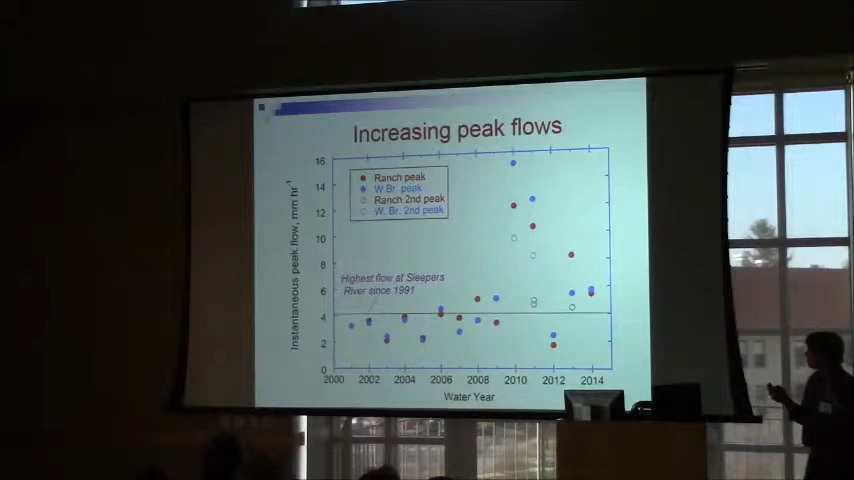 Increasing peak flows
16
14
12
10
8
6
4
2
0
Instantaneous peak flow, mm hr-1
Ranch peak
W.Br. peak
Ranch 2nd peak
W. Br. 2nd peak
Highest flow at Sleepers
River since 1991
2000 2002 2004 2006 2008 2010 2012 2014
Water Year